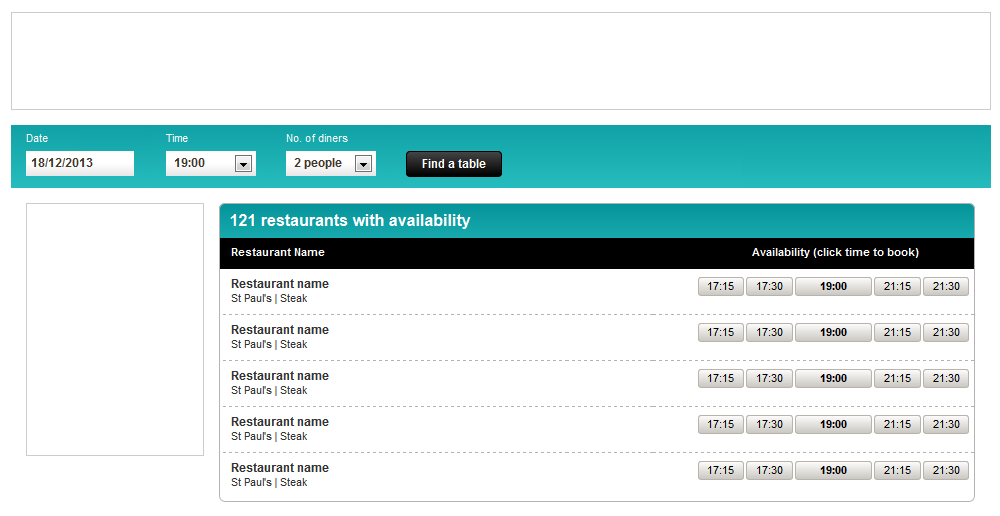 Date Time No. of diners
18/12/2013 19:00 2 people Find a table
121 restaurants with availability
Restaurant Name Availability (click time to book)
Restaurant name
St Paul's | Steak
17:15 17:30 19:00 21:15 21:30
Restaurant name
St Paul's | Steak
17:15 17:30 19:00 21:15 21:30
Restaurant name
St Paul's | Steak
17:15 17:30 19:00 21:15 21:30
Restaurant name
St Paul's | Steak
17:15 17:30 19:00 21:15 21:30
Restaurant name
St Paul's | Steak
17:15 17:30 19:00 21:15 21:30